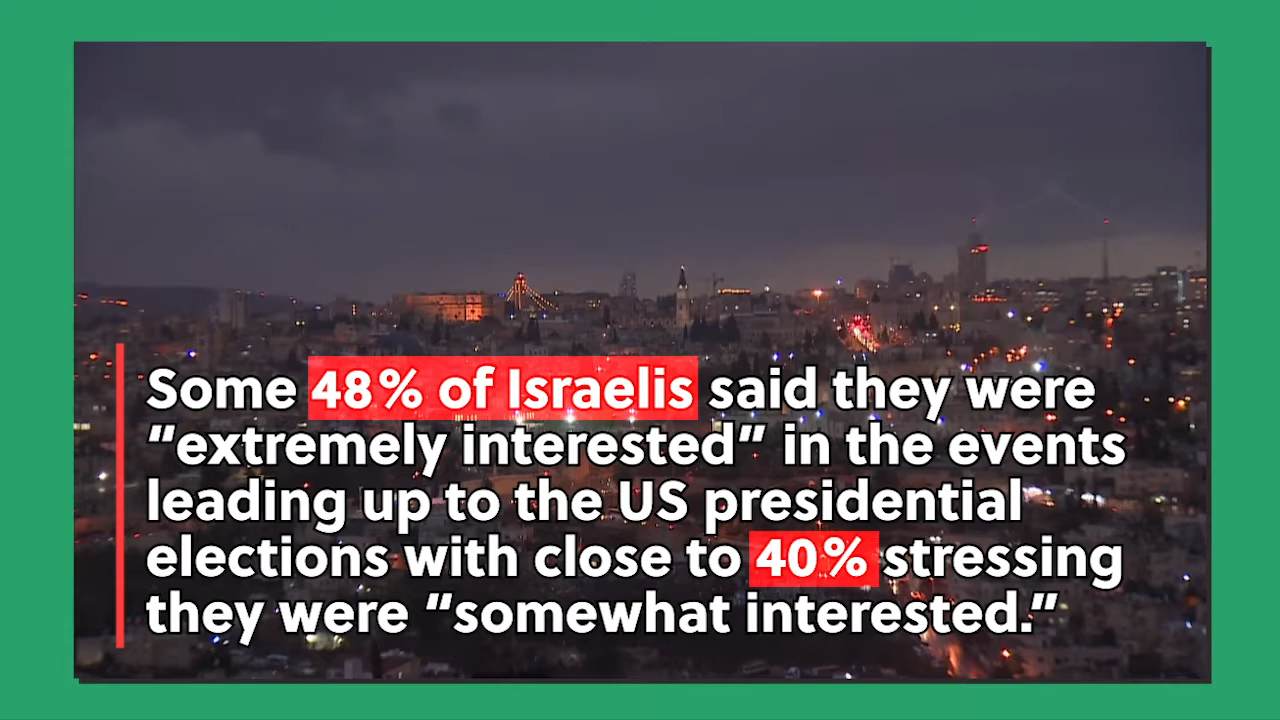 Some 48% of Israelis said they were
“extremely interested” in the events
leading up to the US presidential
elections with close to 40% stressing
they were “somewhat interested.”